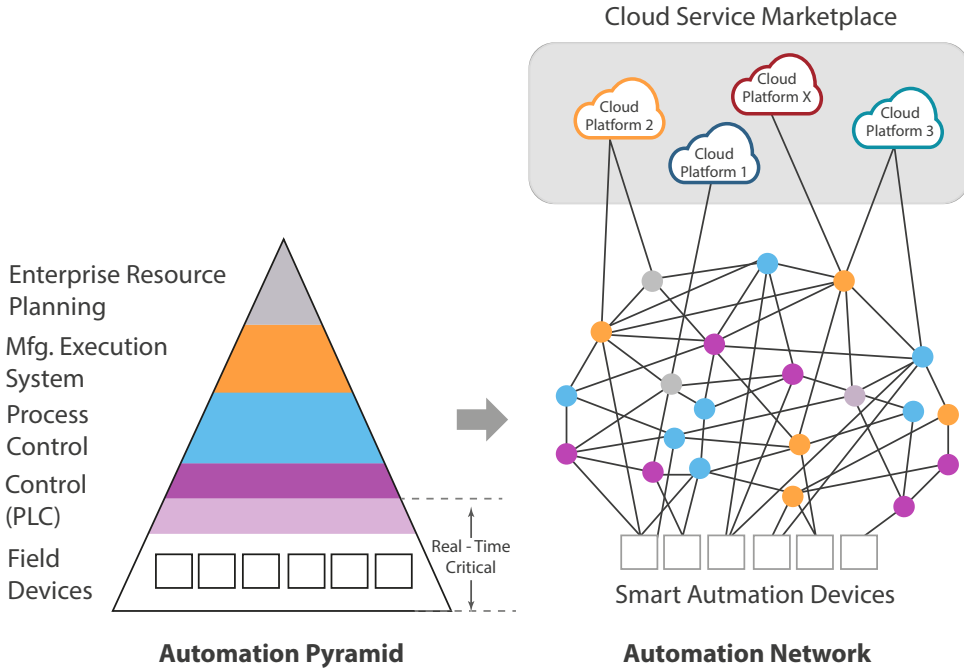 Cloud Service Marketplace
Cloud
Platform 2
Cloud
Platform X
Cloud
Platform 1
Cloud
Platform 3
Enterprise Resource
Planning
Mfg. Execution
System
Process
Control
Control
(PLC)
Field
Devices
Real - Time
Critical
Smart Autmation Devices
Automation Pyramid
Automation Network